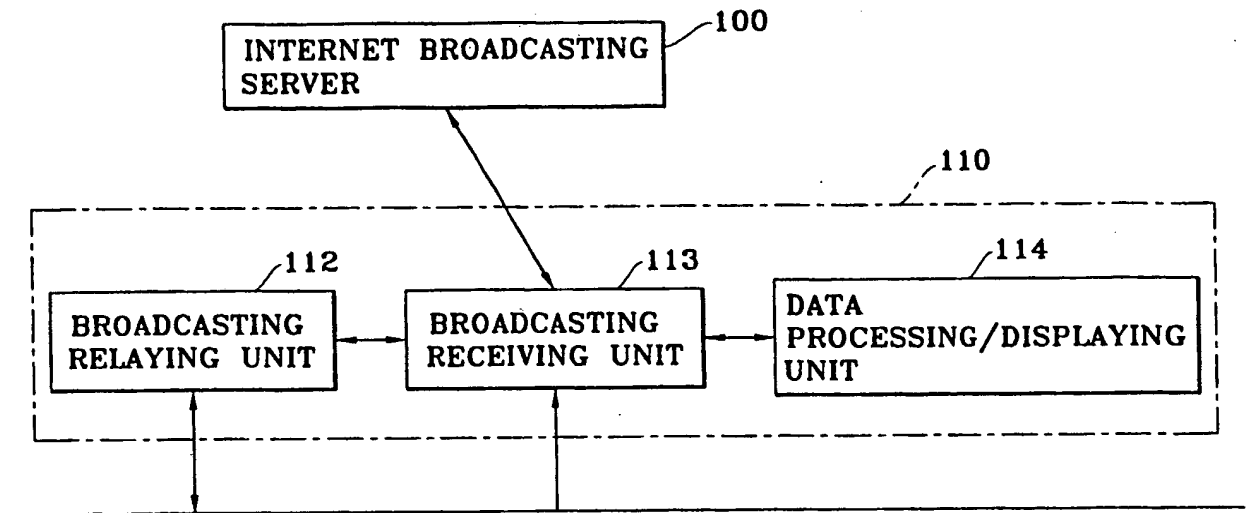 100
INTERNET BROADCASTING
SERVER
110
112
113
114
BROADCASTING
RELAYING UNIT
BROADCASTING
RECEIVING UNIT
DATA
PROCESSING/DISPLAYING
UNIT